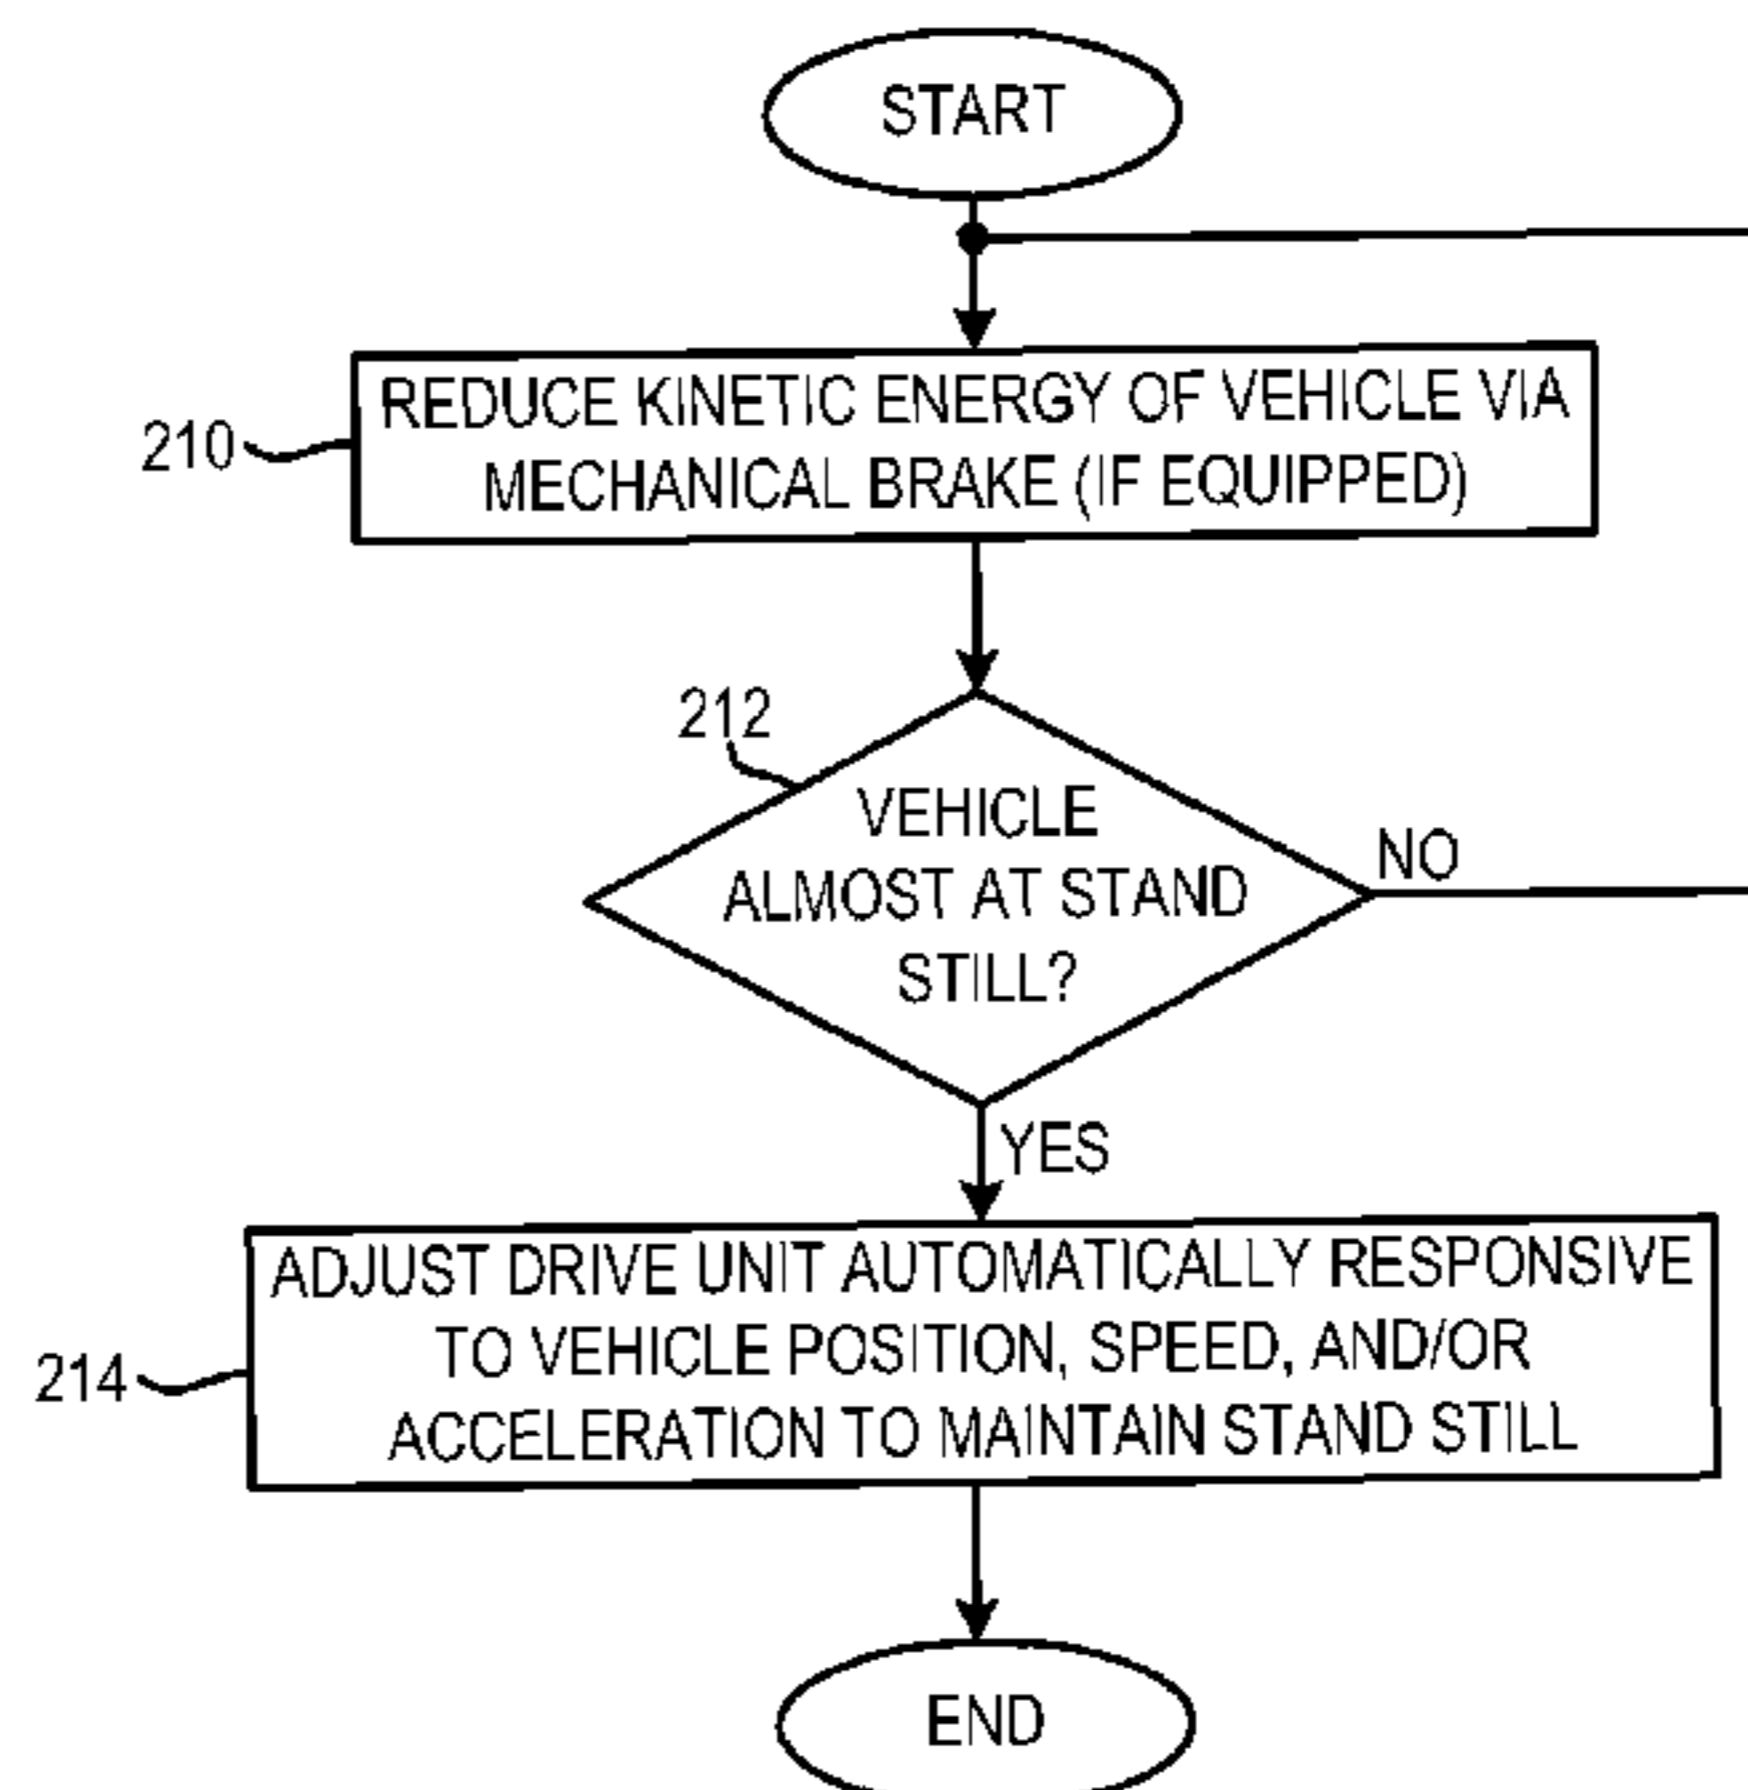 START
210
REDUCE KINETIC ENERGY OF VEHICLE VIA
MECHANICAL BRAKE (IF EQUIPPED)
212
VEHICLE
ALMOST AT STAND
STILL?
NO
YES
214
ADJUST DRIVE UNIT AUTOMATICALLY RESPONSIVE
TO VEHICLE POSITION, SPEED, AND/OR
ACCELERATION TO MAINTAIN STAND STILL
END